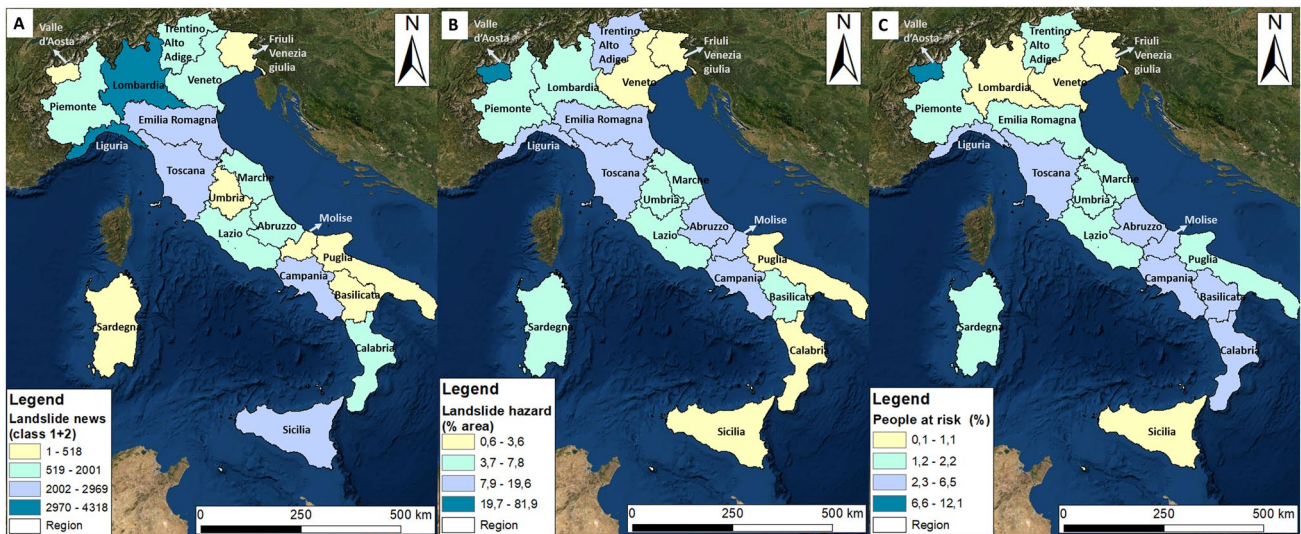 A
N
Valle
d'Aosta
Trentino
Alto
Adige
Friuli
Venezia
giulia
Veneto
Lombardia
Piemonte
Emilia Romagna
Liguria
Toscana
Marche
Umbria
Lazio
Abruzzo
Molise
Puglia
Campania
Basilicata
Sardegna
Calabria
Sicilia
Legend
Landslide news
(class 1+2)
1 - 518
519 - 2001
2002 - 2969
2970 - 4318
Region
0 250 500 km
B
N
Valle
d'Aosta
Trentino
Alto
Adige
Friuli
Venezia
giulia
Veneto
Lombardia
Piemonte
Emilia Romagna
Liguria
Toscana
Marche
Umbria
Lazio
Abruzzo
Molise
Puglia
Campania
Basilicata
Sardegna
Calabria
Sicilia
Legend
Landslide hazard
(% area)
0,6 - 3,6
3,7 - 7,8
7,9 - 19,6
19,7 - 81,9
Region
0 250 500 km
C
N
Valle
d'Aosta
Trentino
Alto
Adige
Friuli
Venezia
giulia
Veneto
Lombardia
Piemonte
Emilia Romagna
Liguria
Toscana
Marche
Umbria
Lazio
Abruzzo
Molise
Puglia
Campania
Basilicata
Sardegna
Calabria
Sicilia
Legend
People at risk (%)
0,1 - 1,1
1,2 - 2,2
2,3 - 6,5
6,6 - 12,1
Region
0 250 500 km